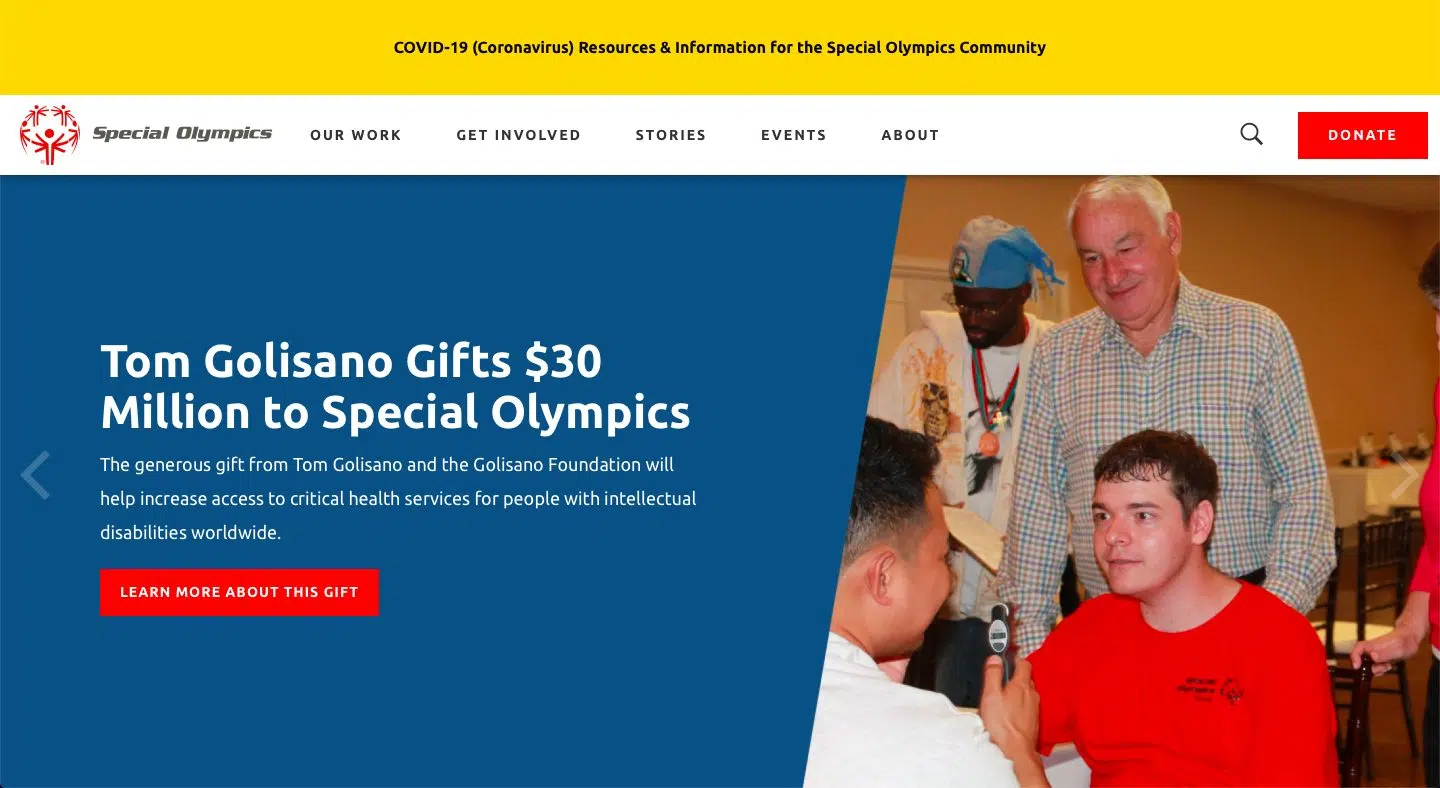 COVID-19 (Coronavirus) Resources & Information for the Special Olympics Community
Special Olympics
OUR WORK
GET INVOLVED
STORIES
EVENTS
ABOUT
DONATE
Tom Golisano Gifts $30
Million to Special Olympics
The generous gift from Tom Golisano and the Golisano Foundation will
help increase access to critical health services for people with intellectual
disabilities worldwide.
LEARN MORE ABOUT THIS GIFT
Special
Olympics